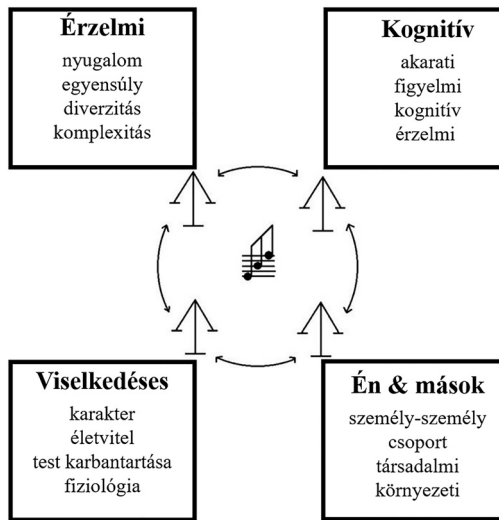 Érzelmi
nyugalom
egyensúly
diverzitás
komplexitás
Kognitív
akarati
figyelmi
kognitív
érzelmi
Viselkedéses
karakter
életvitel
test karbantartása
fiziológia
Én & mások
személy-személy
csoport
társadalmi
környezeti